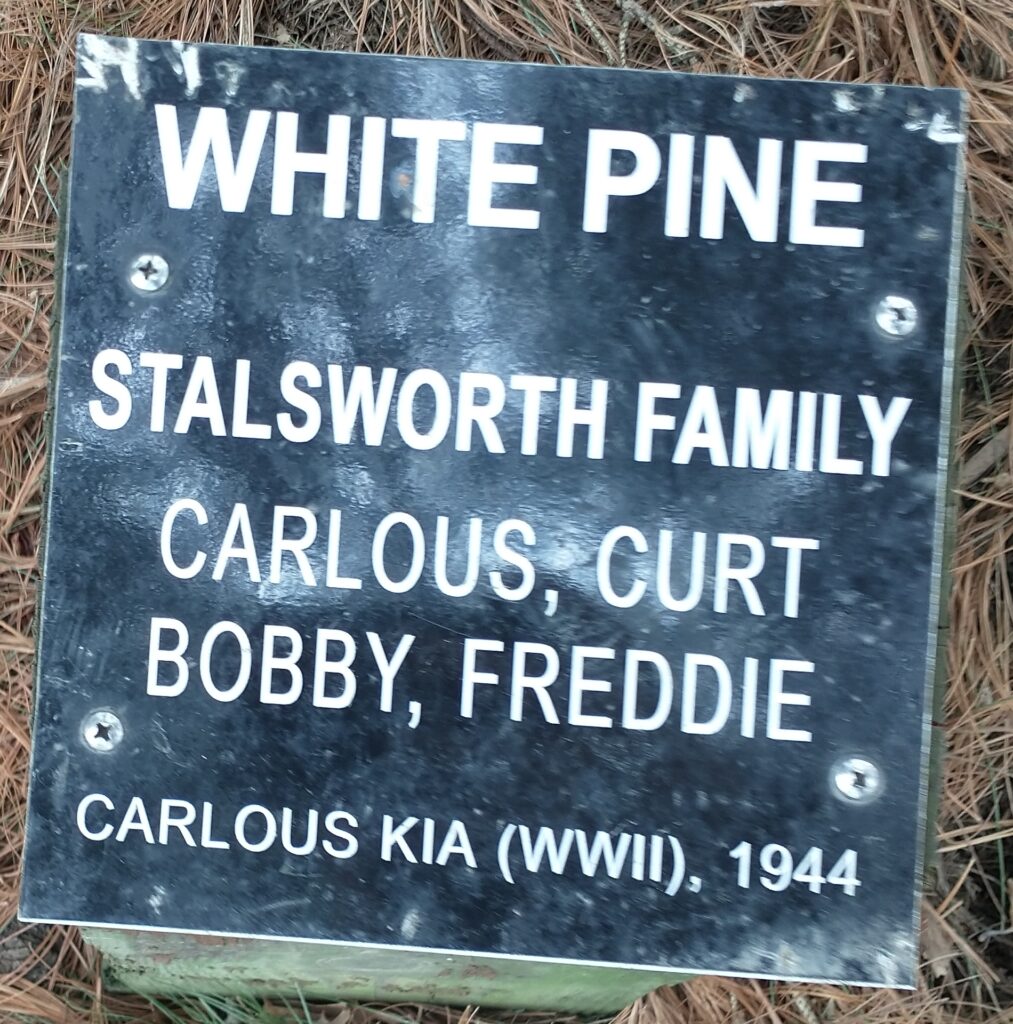 WHITE PINE
STALSWORTH FAMILY
CARLOUS, CURT
BOBBY, FREDDIE
CARLOUS KIA (WWII), 1944